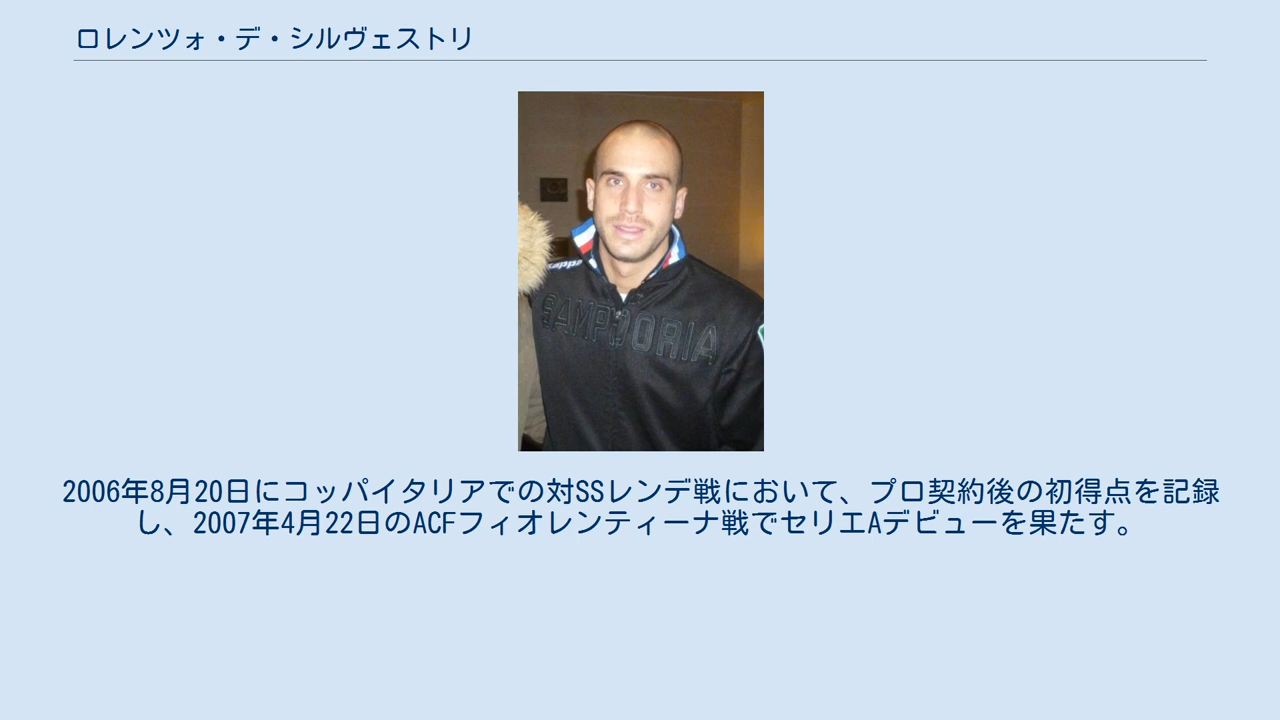 ロレンツォ・デ・シルヴェストリ
kappa
SAMPDORIA
2006年8月20日にコッパイタリアでの対SSレンデ戦において、プロ契約後の初得点を記録
し、2007年4月22日のACFフィオレンティーナ戦でセリエAデビューを果たす。